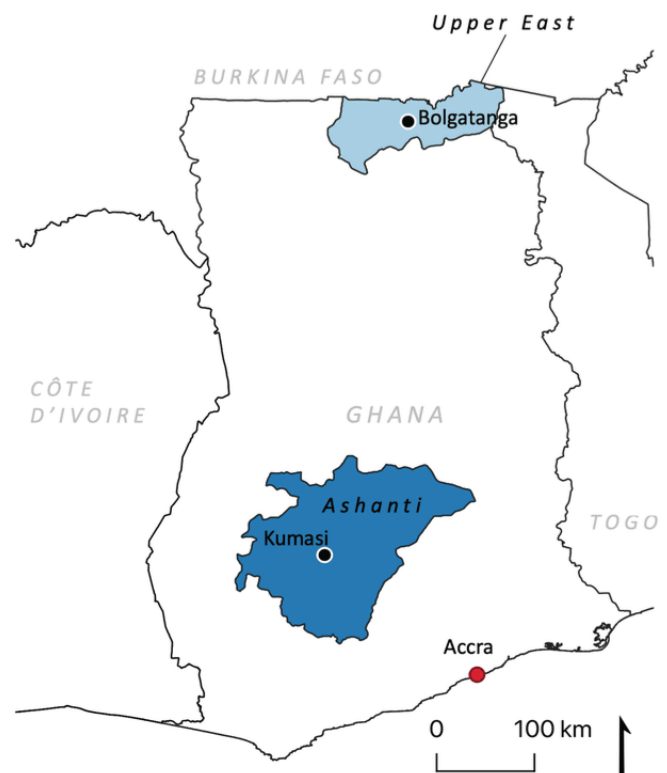 Upper East
BURKINA FASO
Bolgatanga
CÔTE
D'IVOIRE
GHANA
Ashanti
TOGO
Kumasi
Accra
0 100 km